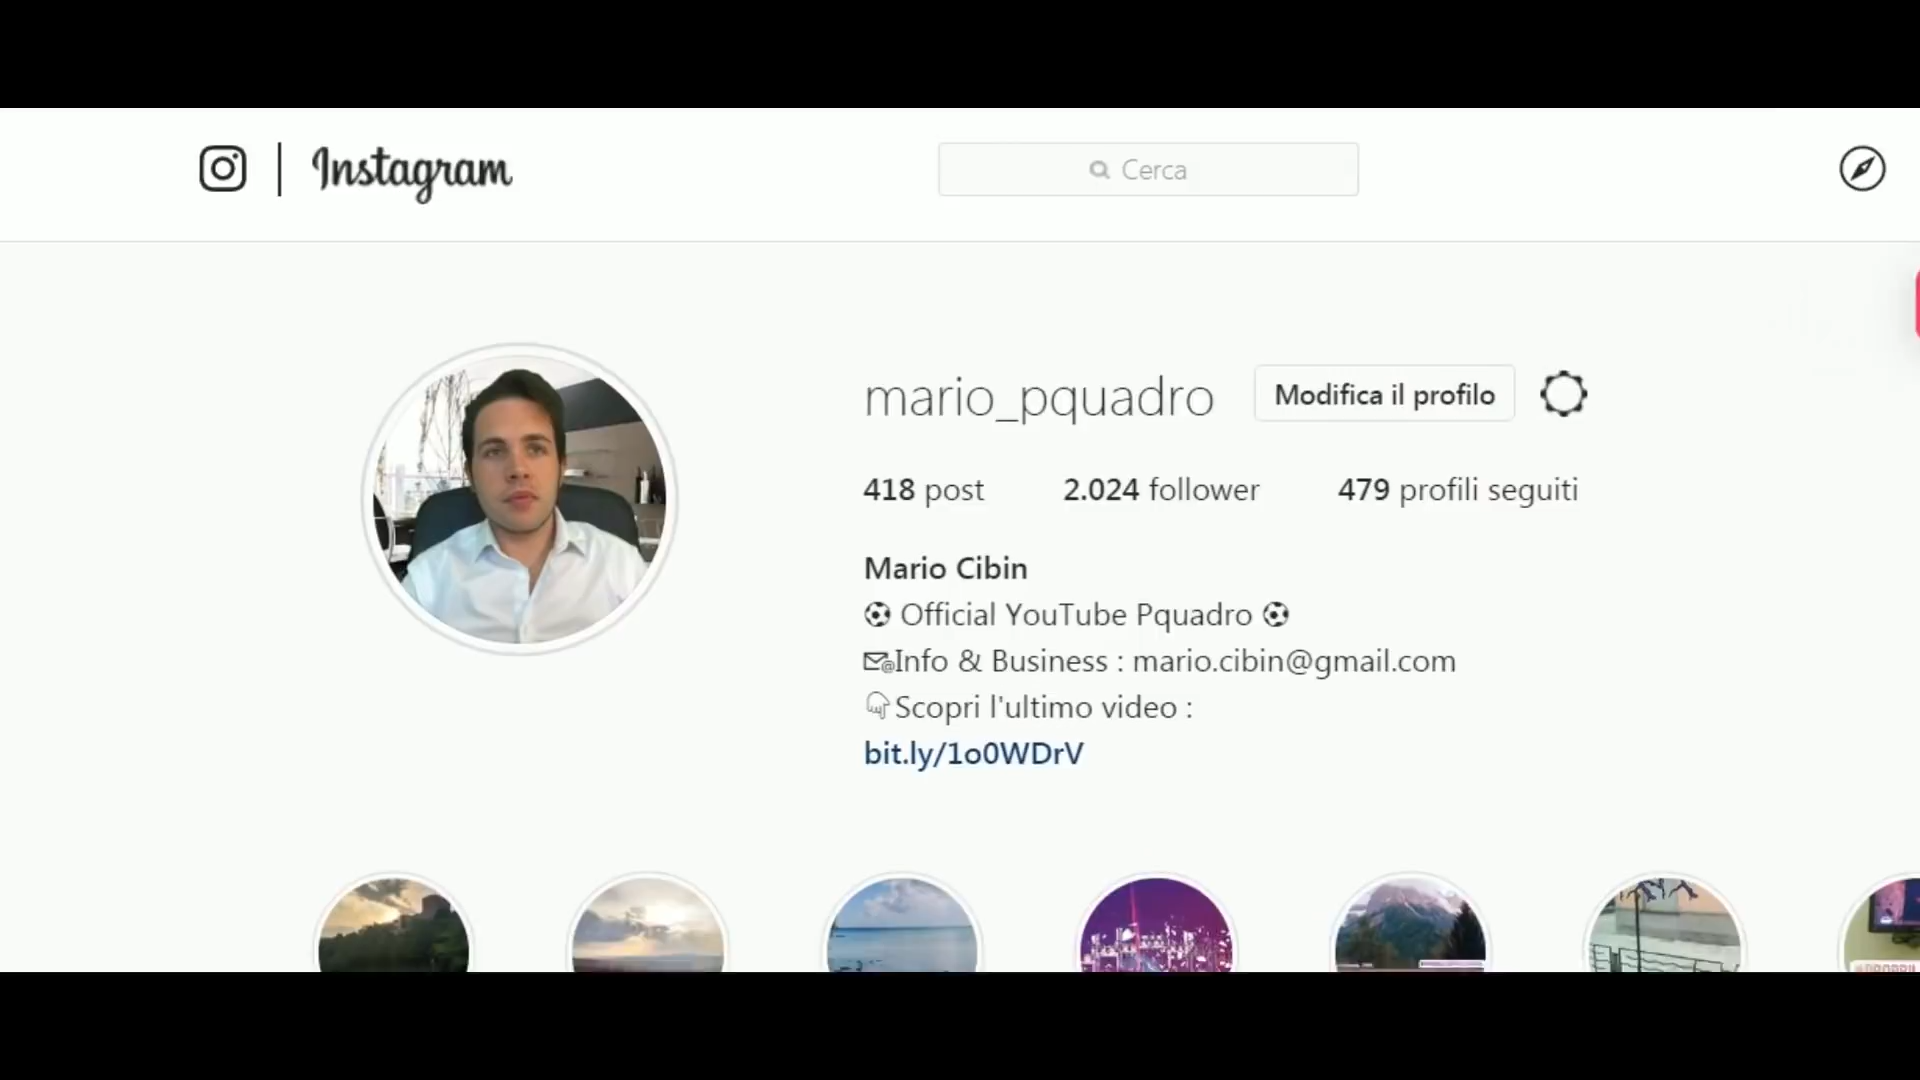 Instagram
Cerca
mario_pquadro
Modifica il profilo
418 post
2.024 follower
479 profili seguiti
Mario Cibin
⚽ Official YouTube Pquadro ⚽
Info & Business : mario.cibin@gmail.com
👇Scopri l'ultimo video :
bit.ly/1o0WDrV